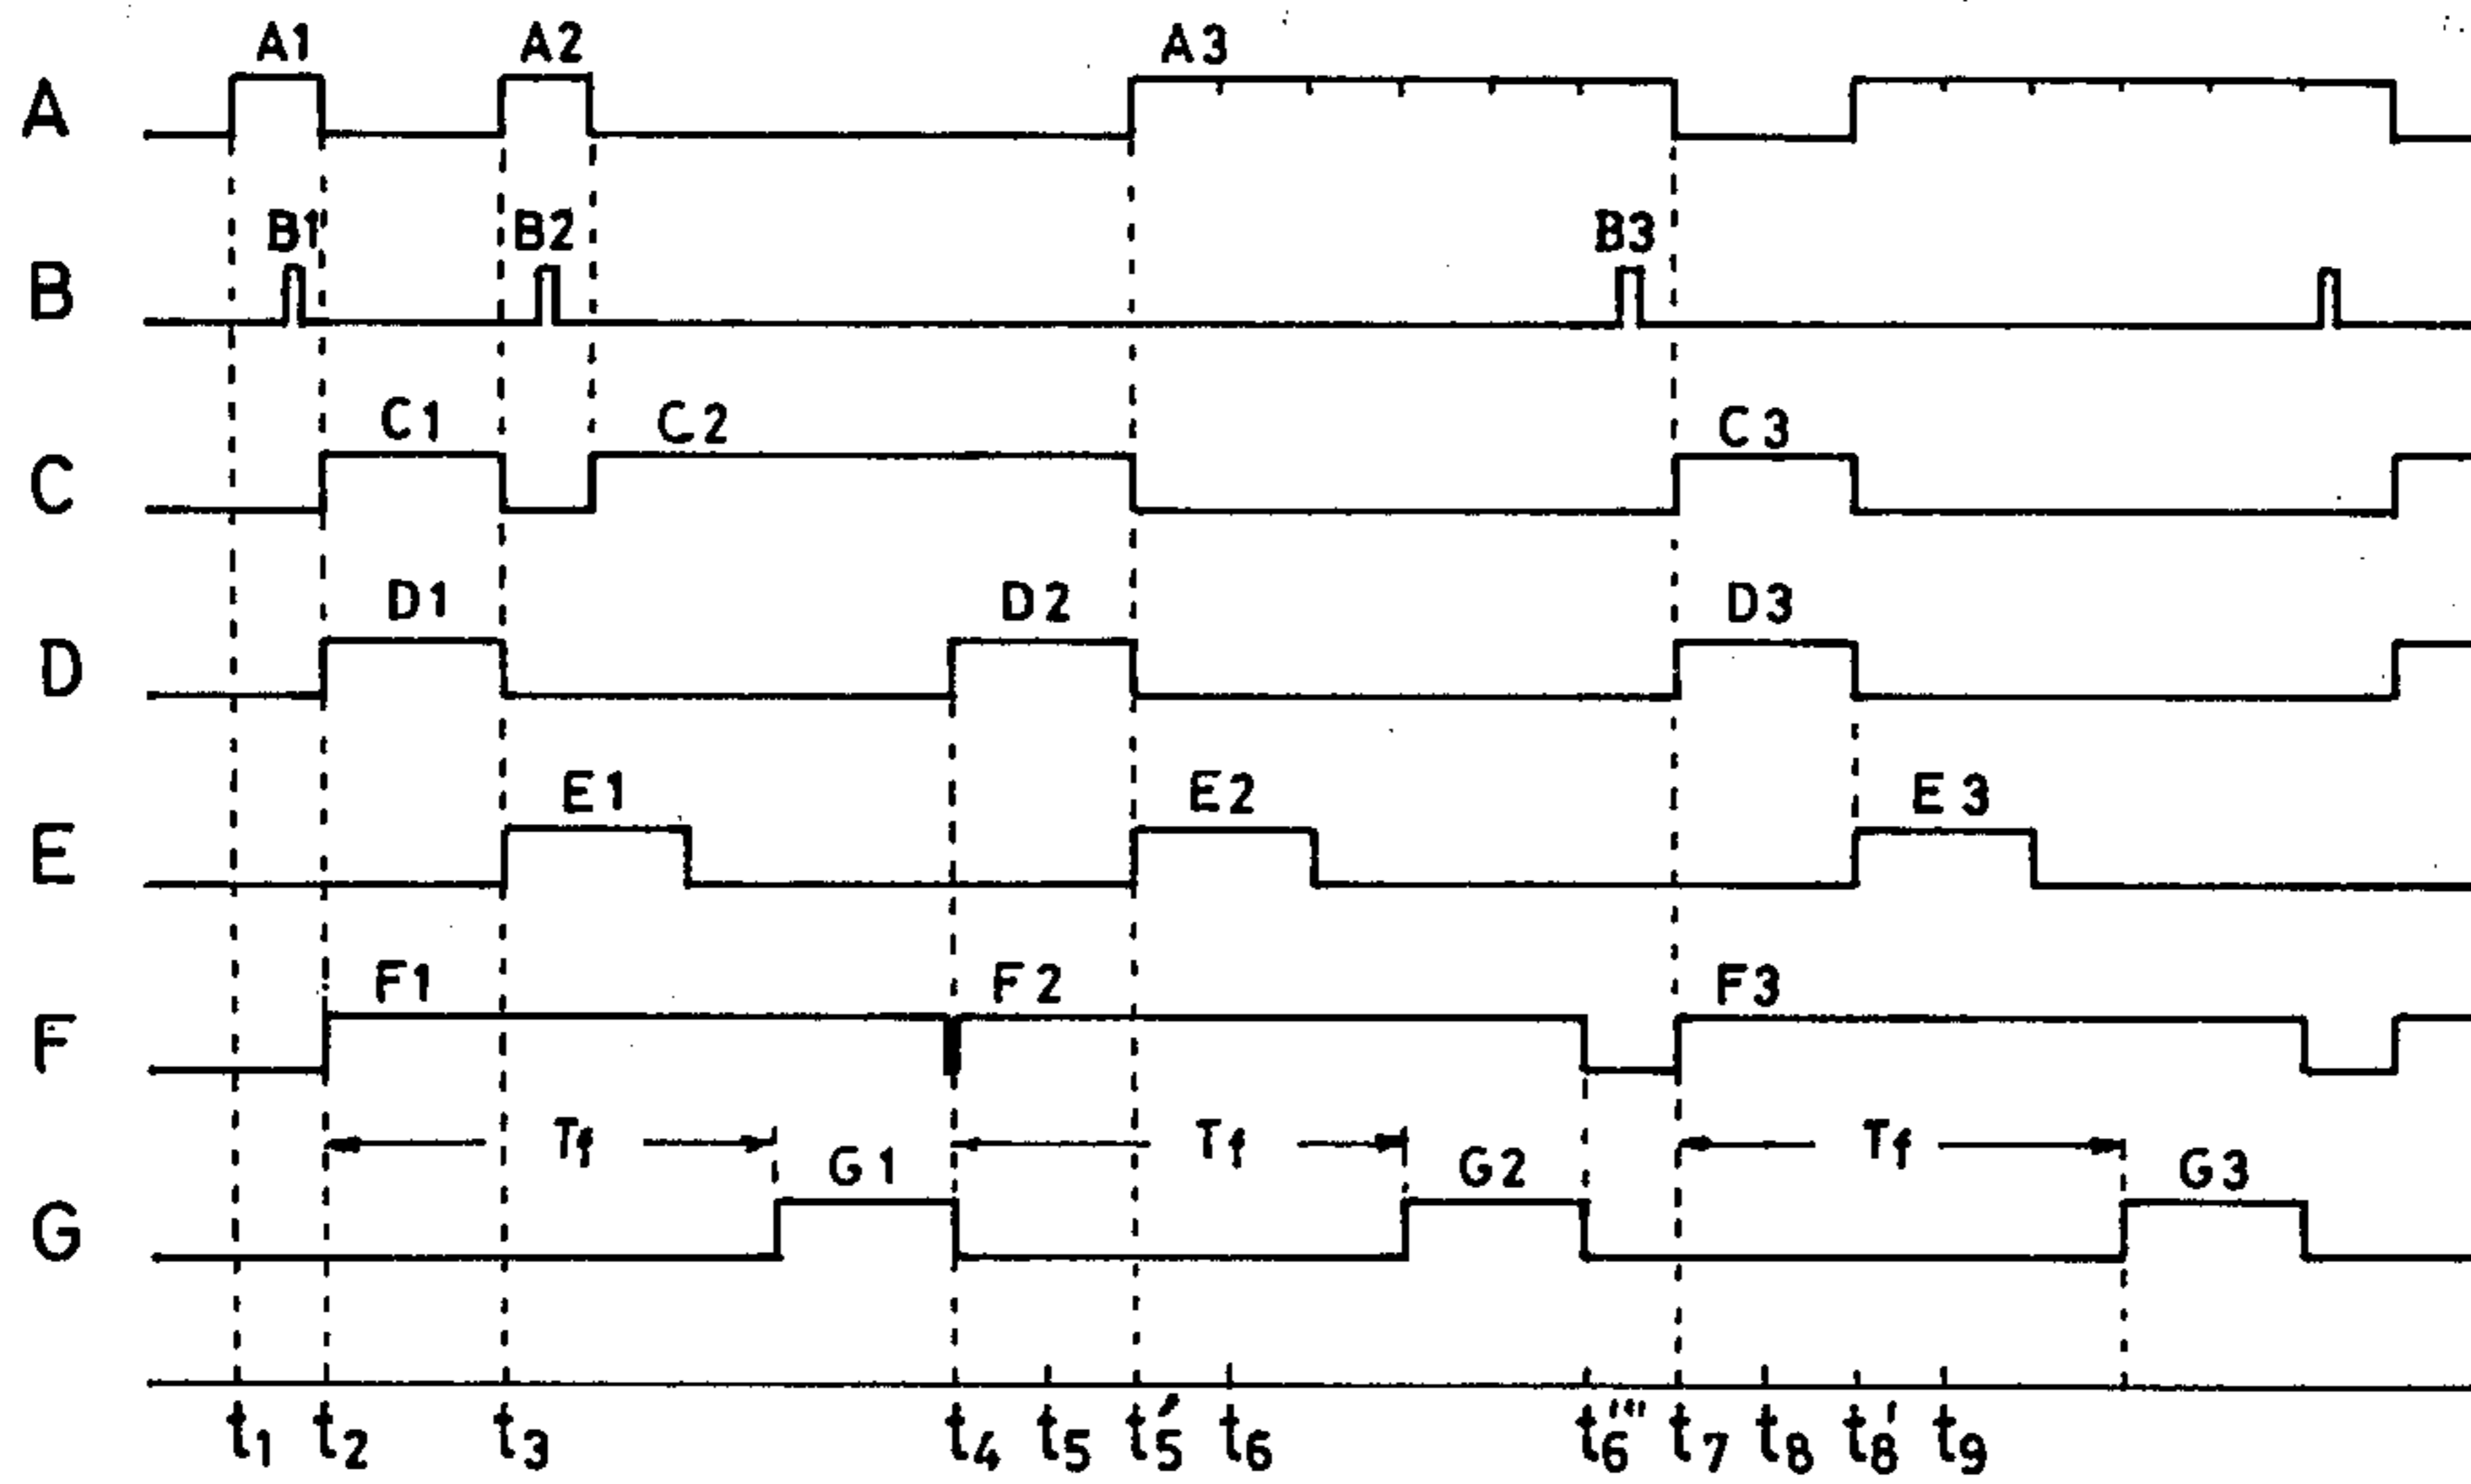 A1 A2 A3
A
B1 B2 B3
B
C1 C2 C3
C
D1 D2 D3
D
E1 E2 E3
E
F1 F2 F3
F
Tf Tf Tf
G1 G2 G3
G
t1 t2 t3 t4 t5 t5' t6 t6''' t7 t8 t8' t9